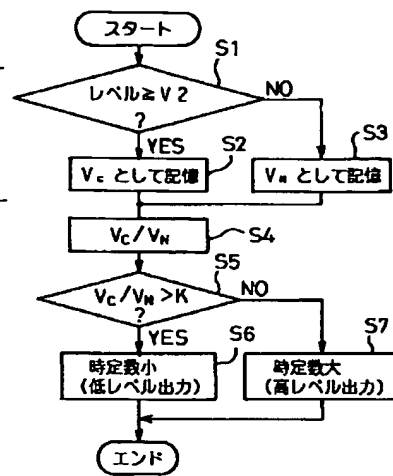 スタート
S1
レベル≧V2
?
NO
YES
S2
S3
Vc として記憶
VN として記憶
Vc/VN
S4
S5
Vc/VN>K
?
NO
YES
S6
S7
時定数小
(低レベル出力)
時定数大
(高レベル出力)
エンド